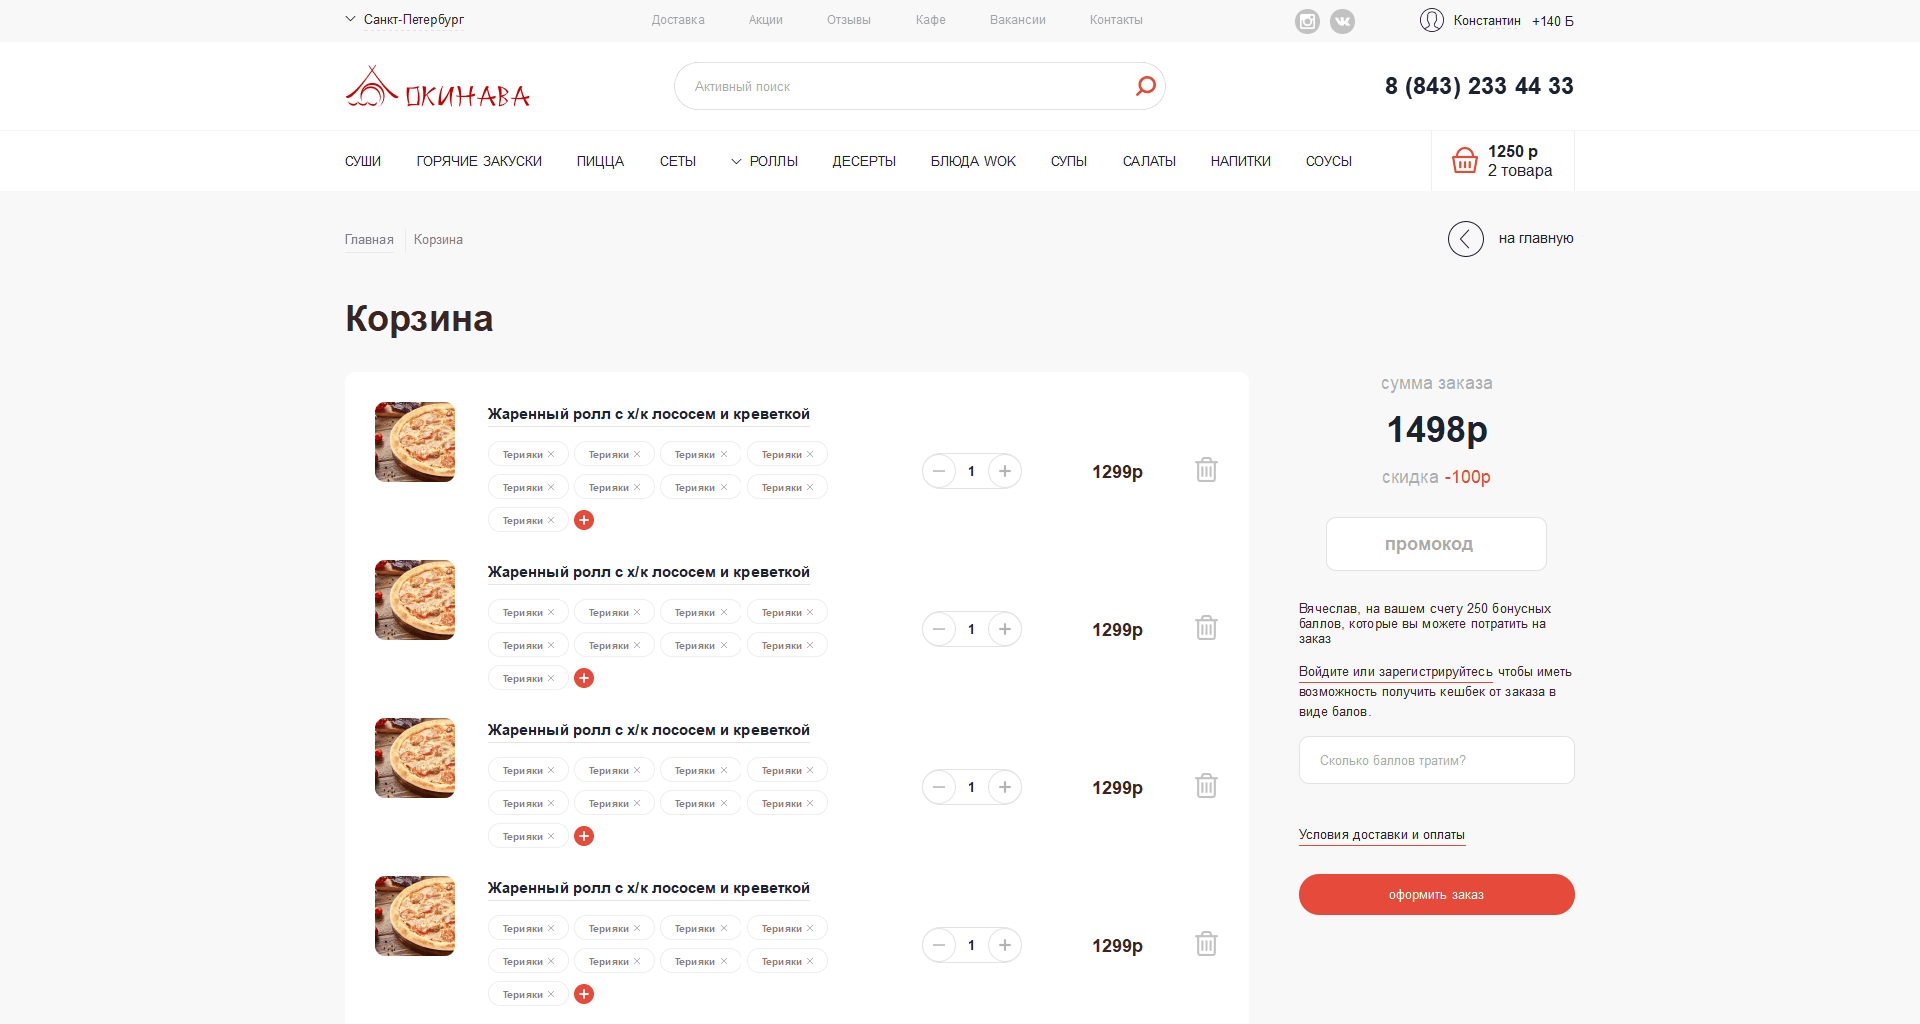 Санкт-Петербург
Доставка Акции Отзывы Кафе Вакансии Контакты
Константин +140 Б
ОКИНАВА
Активный поиск
8 (843) 233 44 33
СУШИ ГОРЯЧИЕ ЗАКУСКИ ПИЦЦА СЕТЫ РОЛЛЫ ДЕСЕРТЫ БЛЮДА WOK СУПЫ САЛАТЫ НАПИТКИ СОУСЫ
1250 р
2 товара
Главная Корзина
на главную
Корзина
Жаренный ролл с х/к лососем и креветкой
Терияки Терияки Терияки Терияки
Терияки Терияки Терияки Терияки
Терияки
1
1299р
Жаренный ролл с х/к лососем и креветкой
Терияки Терияки Терияки Терияки
Терияки Терияки Терияки Терияки
Терияки
1
1299р
Жаренный ролл с х/к лососем и креветкой
Терияки Терияки Терияки Терияки
Терияки Терияки Терияки Терияки
Терияки
1
1299р
Жаренный ролл с х/к лососем и креветкой
Терияки Терияки Терияки Терияки
Терияки Терияки Терияки Терияки
Терияки
1
1299р
сумма заказа
1498р
скидка -100р
промокод
Вячеслав, на вашем счету 250 бонусных
баллов, которые вы можете потратить на
заказ
Войдите или зарегистрируйтесь чтобы иметь
возможность получить кешбек от заказа в
виде балов.
Сколько баллов тратим?
Условия доставки и оплаты
оформить заказ